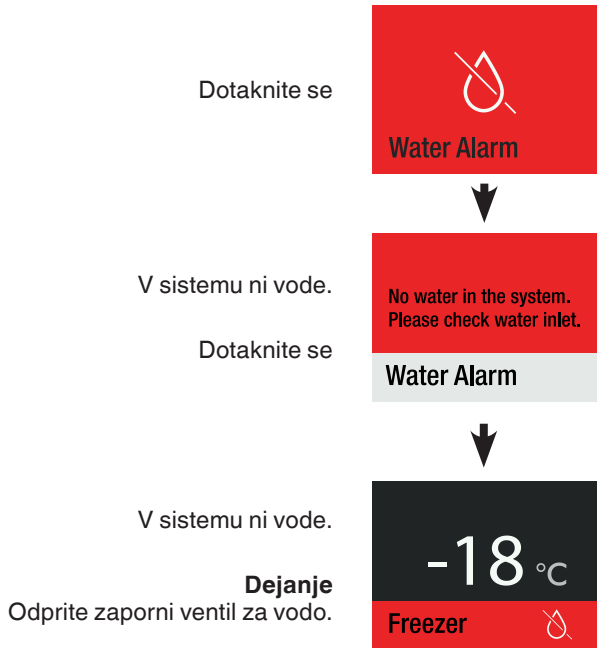 Dotaknite se
Water Alarm
V sistemu ni vode.
No water in the system.
Please check water inlet.
Dotaknite se
Water Alarm
V sistemu ni vode.
-18 °C
Dejanje
Odprite zaporni ventil za vodo.
Freezer